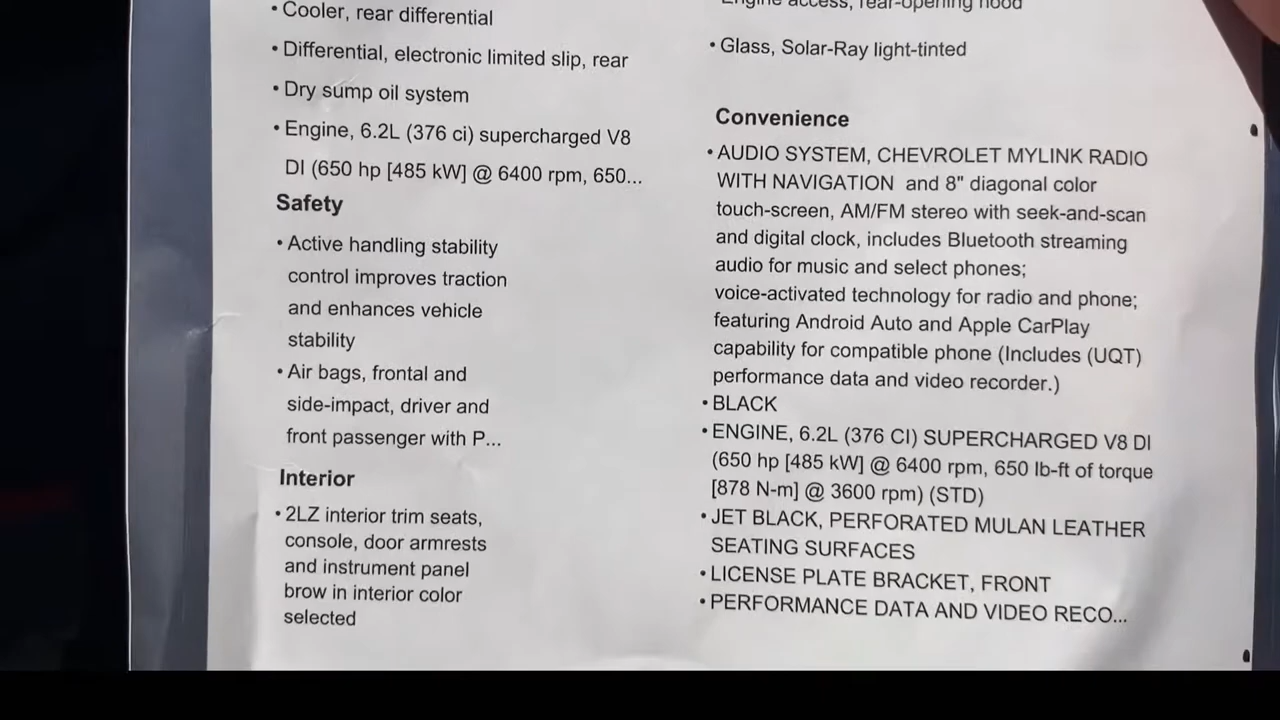 • Cooler, rear differential
• Differential, electronic limited slip, rear
• Dry sump oil system
• Engine, 6.2L (376 ci) supercharged V8
DI (650 hp [485 kW] @ 6400 rpm, 650...
Safety
• Active handling stability
control improves traction
and enhances vehicle
stability
• Air bags, frontal and
side-impact, driver and
front passenger with P...
Interior
• 2LZ interior trim seats,
console, door armrests
and instrument panel
brow in interior color
selected
Engine access, rear-opening hood
• Glass, Solar-Ray light-tinted
Convenience
• AUDIO SYSTEM, CHEVROLET MYLINK RADIO
WITH NAVIGATION and 8" diagonal color
touch-screen, AM/FM stereo with seek-and-scan
and digital clock, includes Bluetooth streaming
audio for music and select phones;
voice-activated technology for radio and phone;
featuring Android Auto and Apple CarPlay
capability for compatible phone (Includes (UQT)
performance data and video recorder.)
• BLACK
• ENGINE, 6.2L (376 CI) SUPERCHARGED V8 DI
(650 hp [485 kW] @ 6400 rpm, 650 lb-ft of torque
[878 N-m] @ 3600 rpm) (STD)
• JET BLACK, PERFORATED MULAN LEATHER
SEATING SURFACES
• LICENSE PLATE BRACKET, FRONT
• PERFORMANCE DATA AND VIDEO RECO...